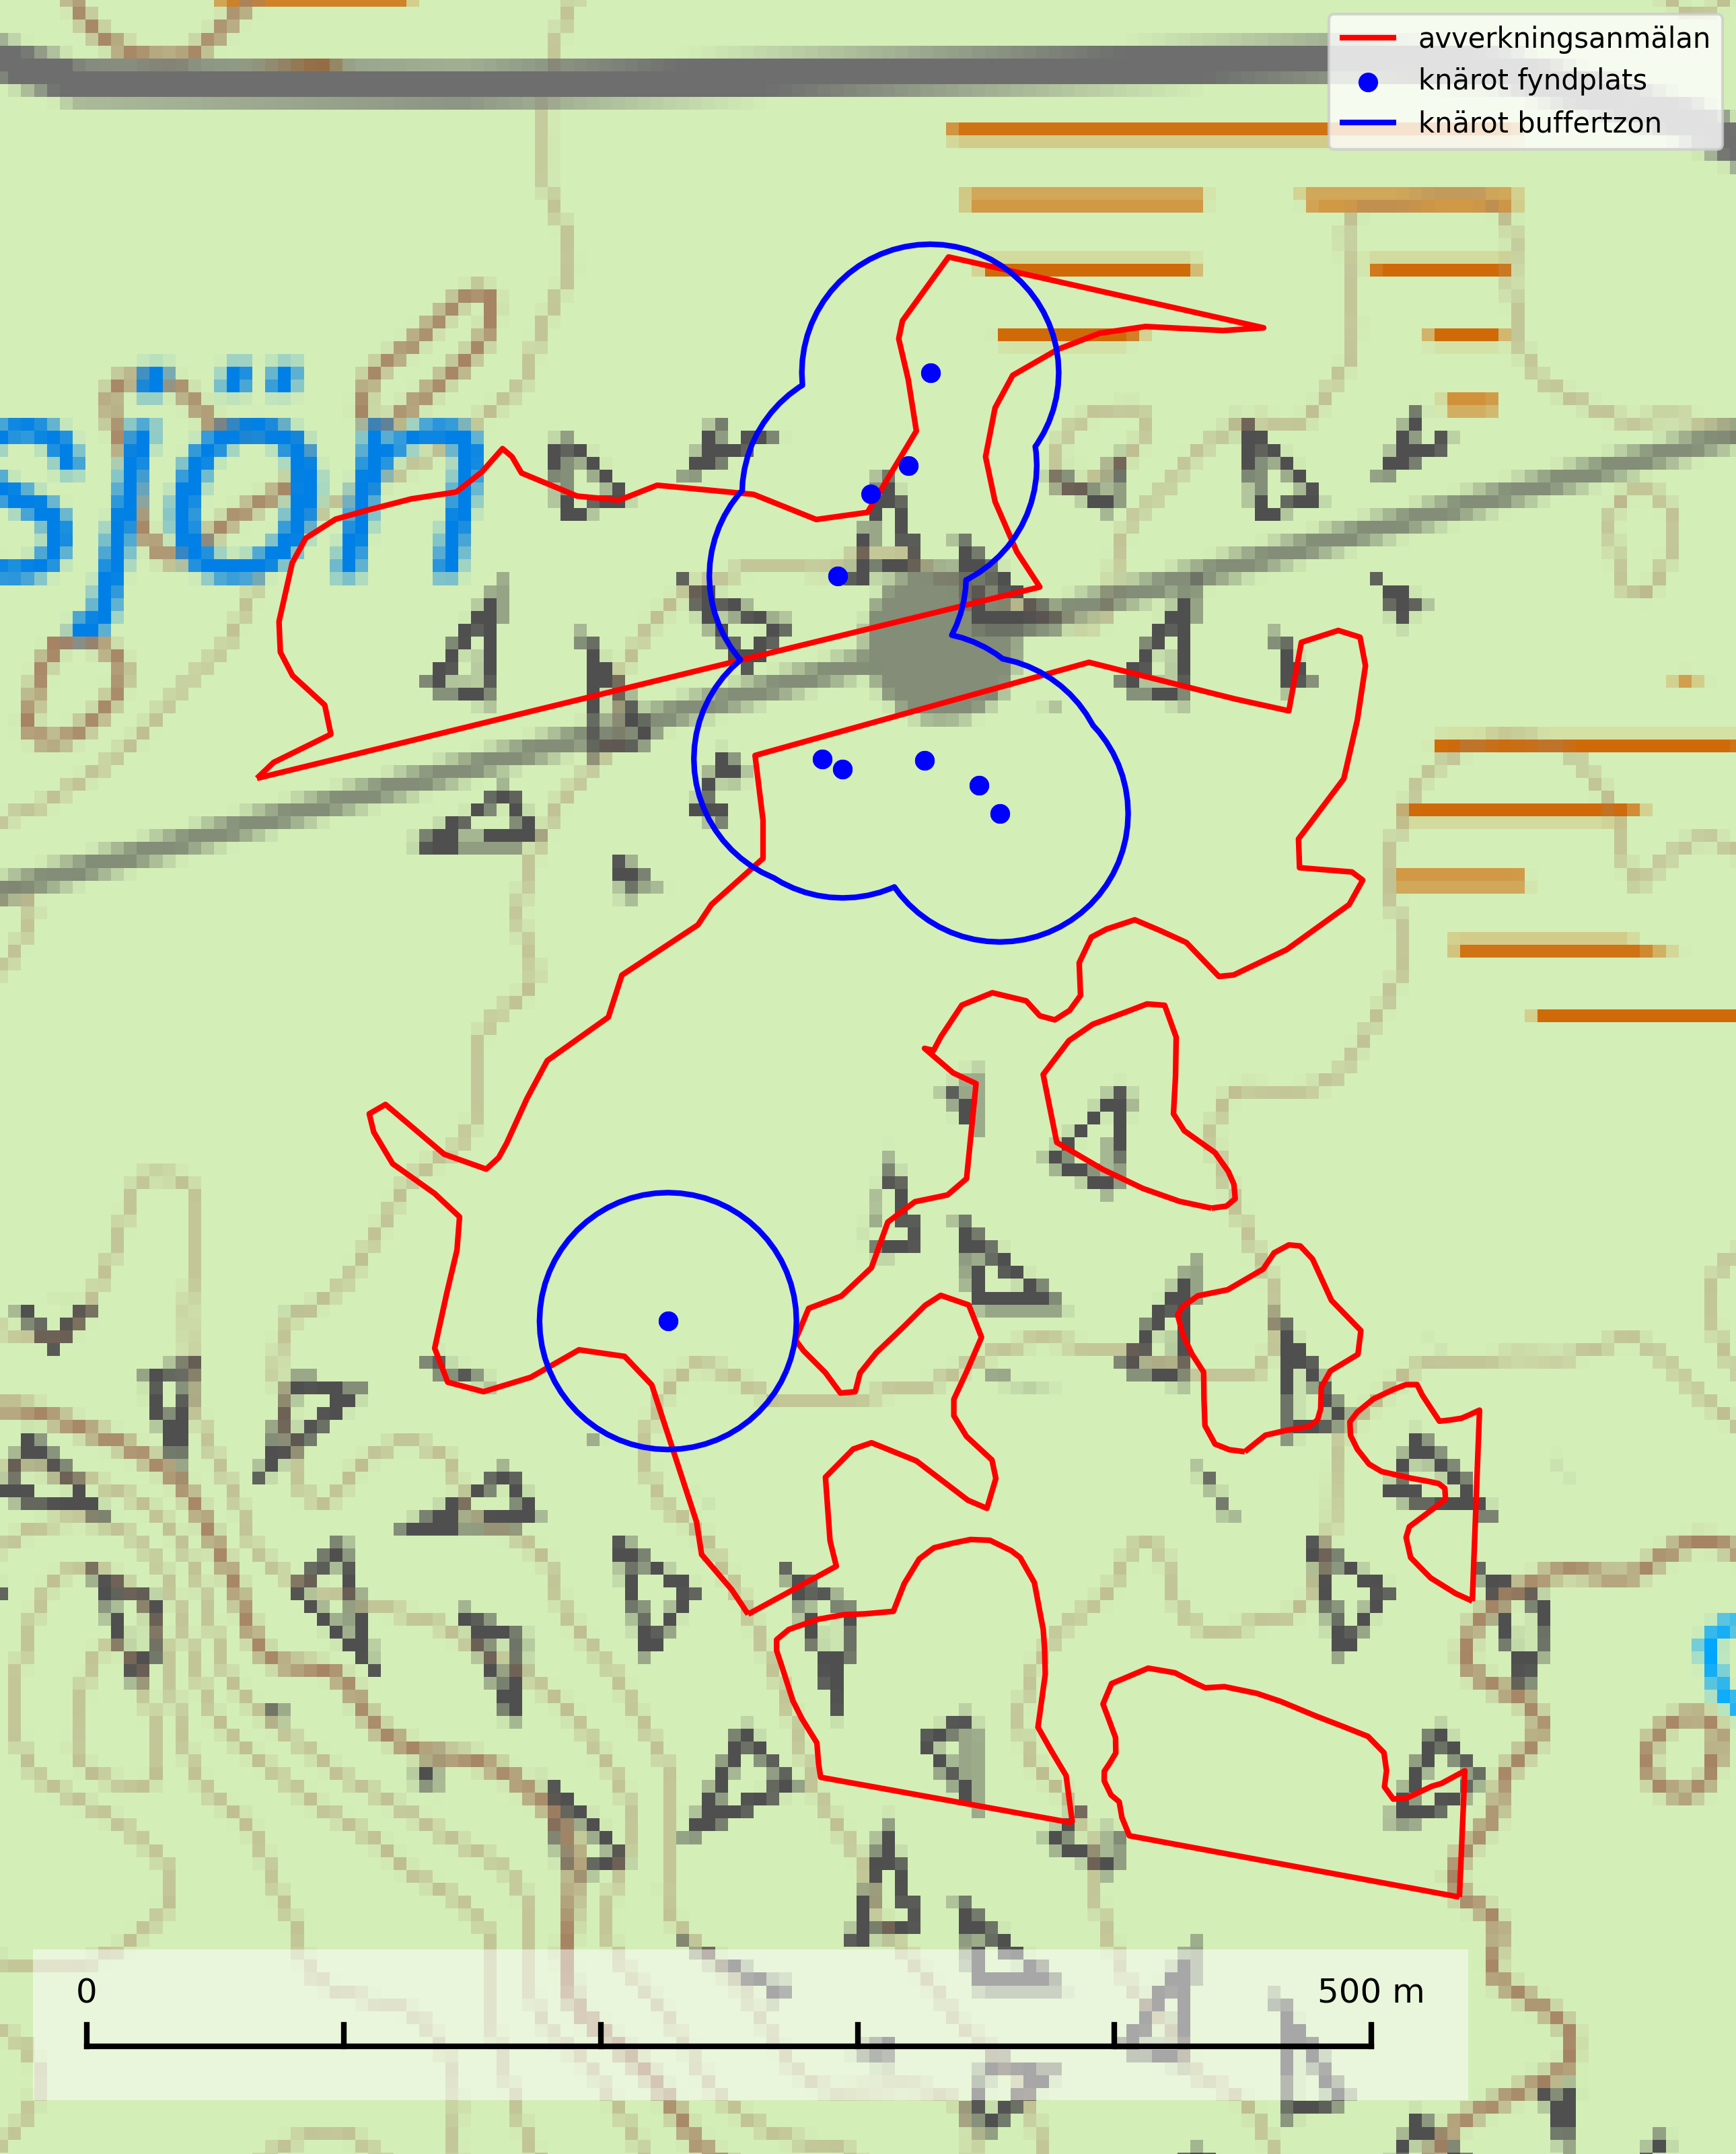 avverkningsanmälan
knärot fyndplats
knärot buffertzon
sjön
0 500 m